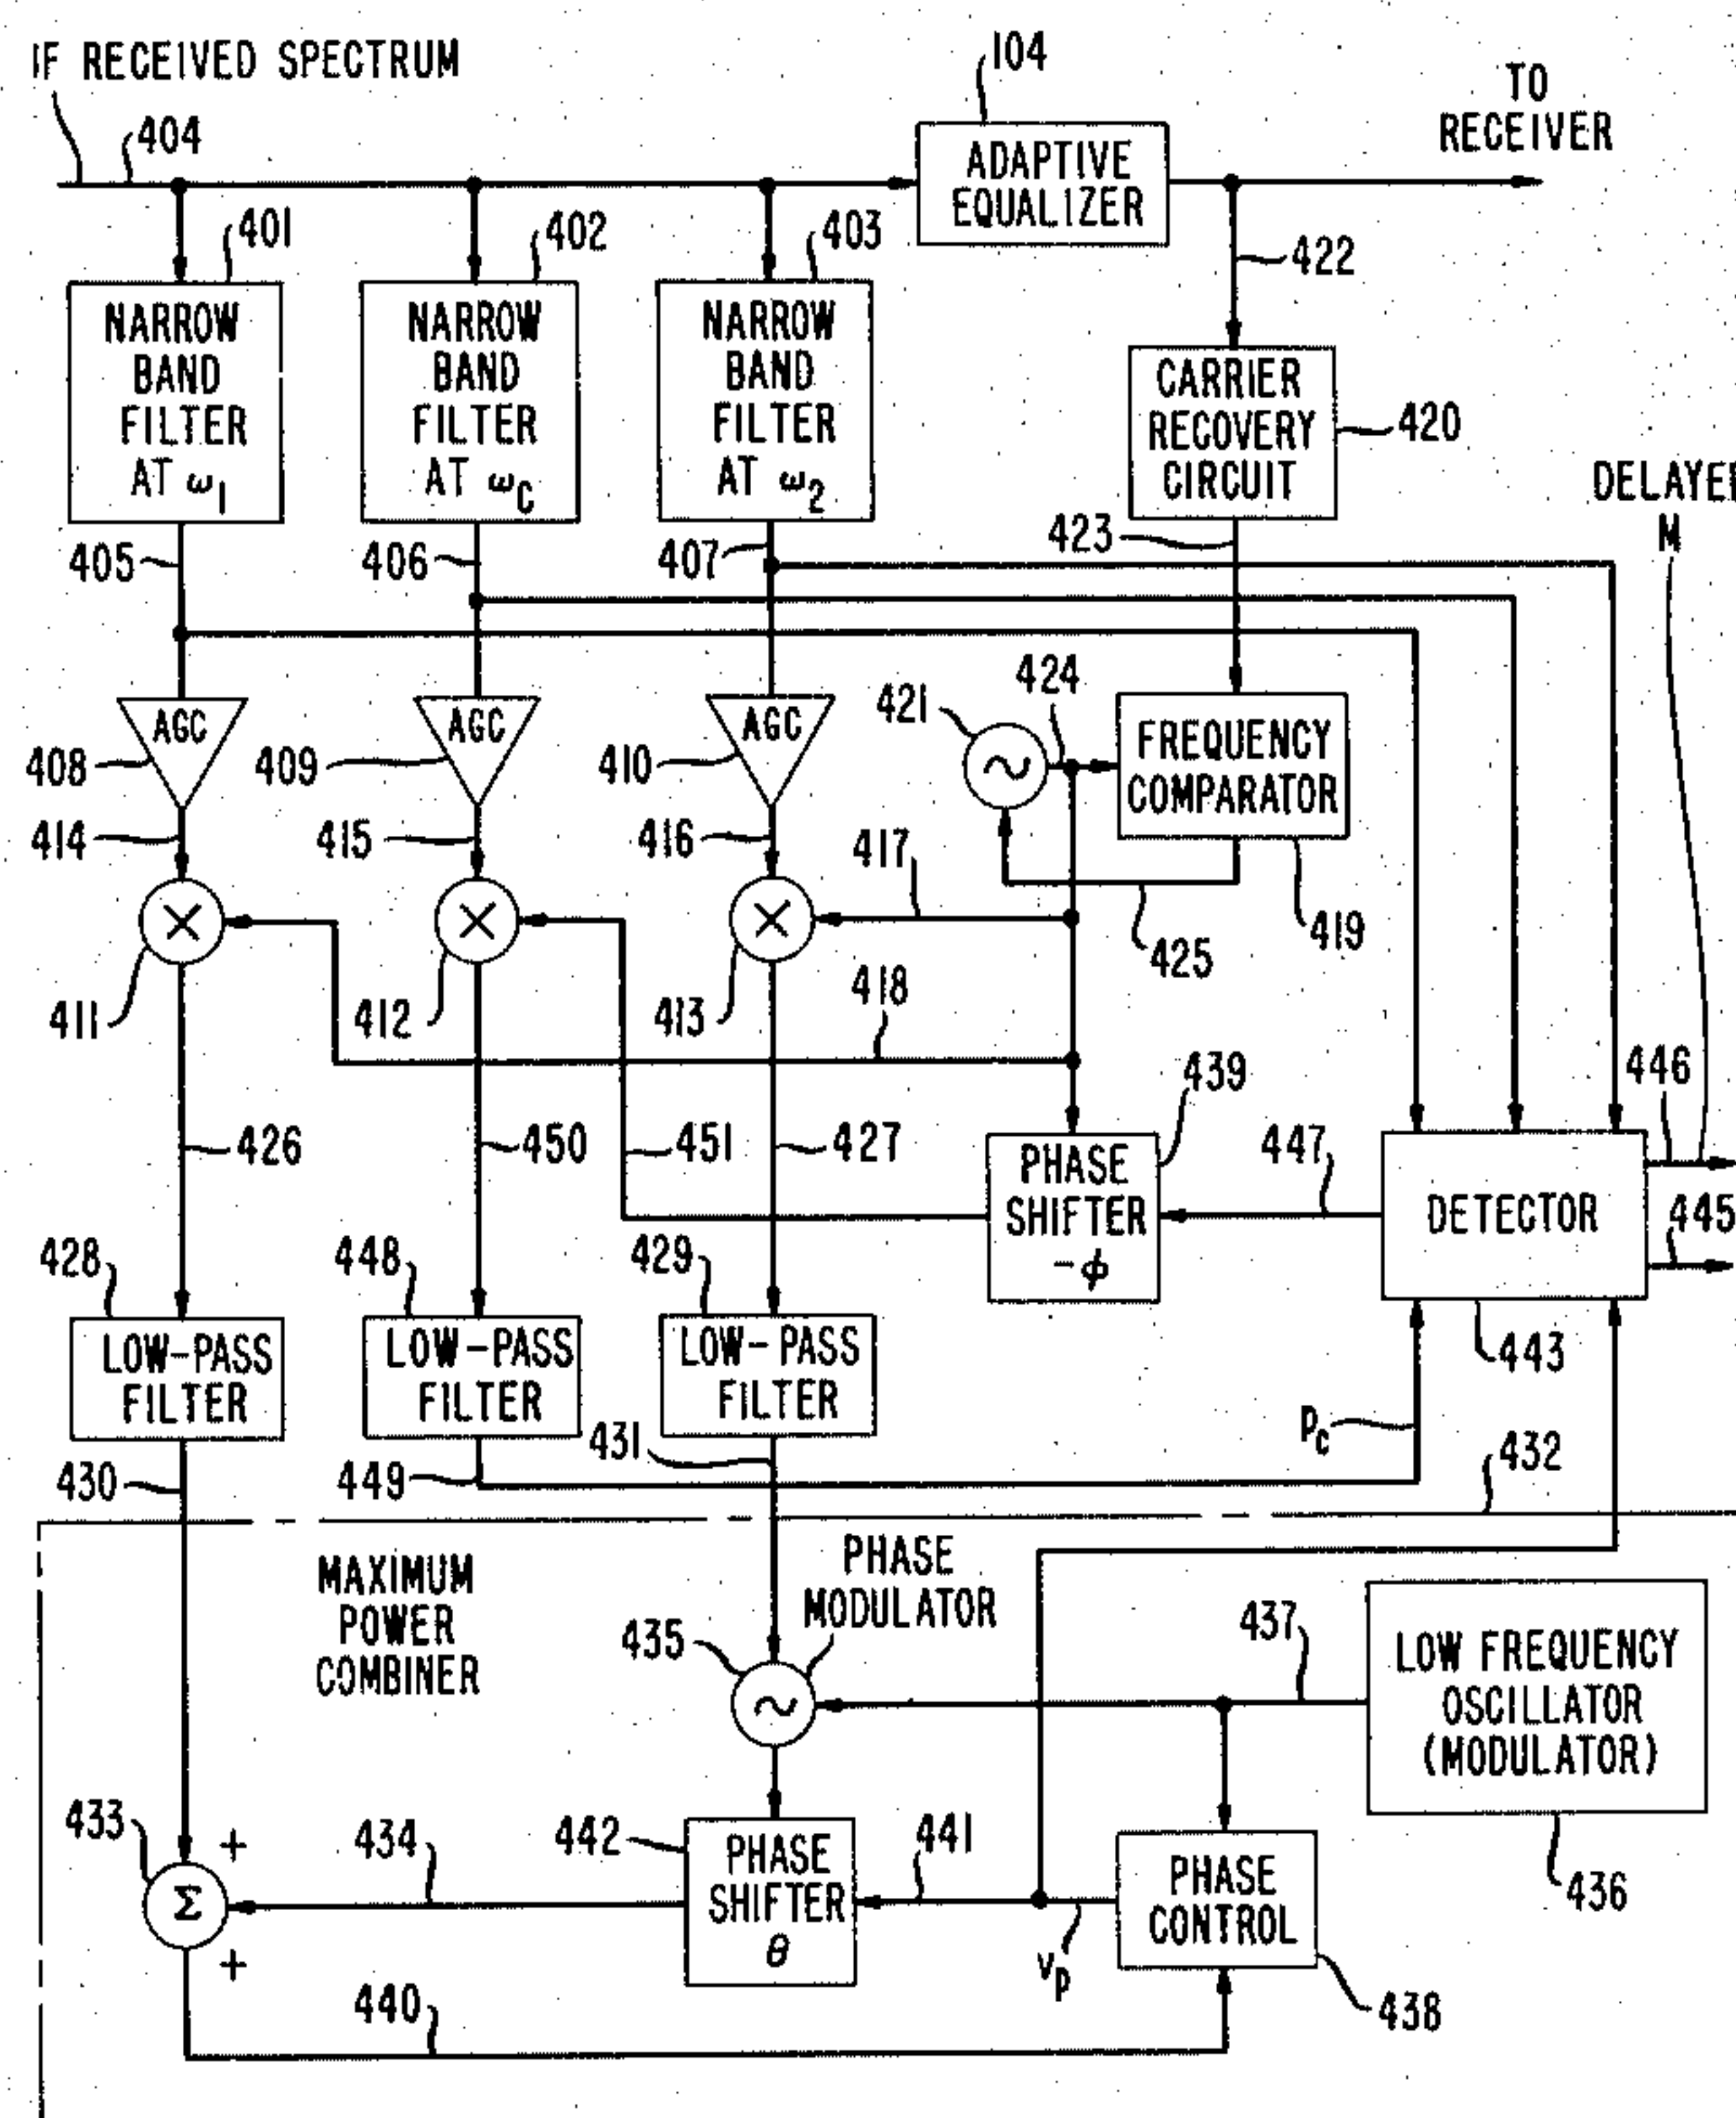 IF RECEIVED SPECTRUM
404
104
TO
RECEIVER
ADAPTIVE
EQUALIZER
401
402
403
422
NARROW
BAND
FILTER
AT ω1
NARROW
BAND
FILTER
AT ωC
NARROW
BAND
FILTER
AT ω2
CARRIER
RECOVERY
CIRCUIT
420
405
406
407
423
M
AGC
AGC
AGC
408
409
410
421
424
FREQUENCY
COMPARATOR
414
415
416
417
419
425
×
×
×
411
412
413
418
439
446
426
450
451
427
PHASE
SHIFTER
-ϕ
447
DETECTOR
445
428
448
429
443
LOW-PASS
FILTER
LOW-PASS
FILTER
LOW-PASS
FILTER
430
449
431
Pc
432
MAXIMUM
POWER
COMBINER
PHASE
MODULATOR
435
437
LOW FREQUENCY
OSCILLATOR
(MODULATOR)
436
433
+
Σ
+
434
442
PHASE
SHIFTER
θ
441
vp
PHASE
CONTROL
438
440